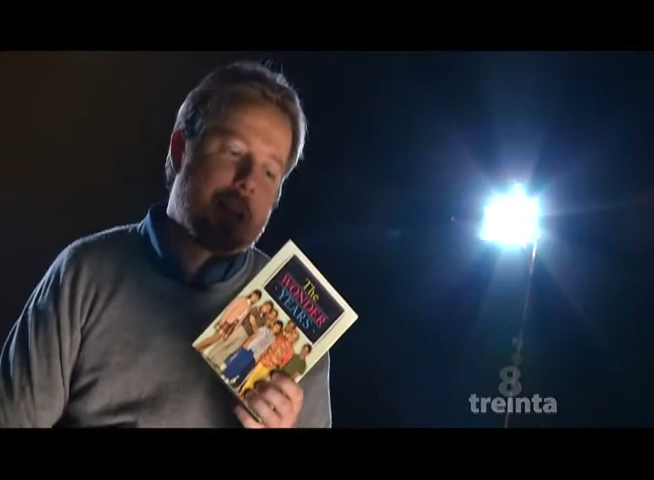 The
WONDER
YEARS
8
treinta